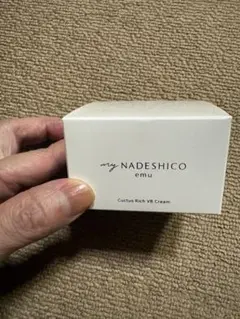 my NADESHICO
emu
Cactus Rich VB Cream